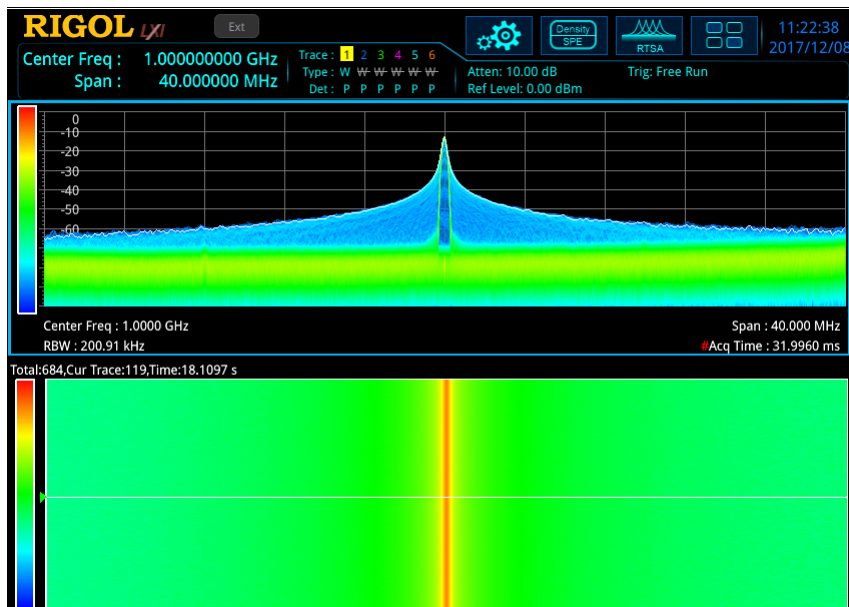 RIGOL LXI Ext
Density
SPE
RTSA
11:22:38
2017/12/08
Center Freq : 1.000000000 GHz
Span : 40.000000 MHz
Trace : 1 2 3 4 5 6
Type : W W W W W W
Det : P P P P P P
Atten: 10.00 dB
Ref Level: 0.00 dBm
Trig: Free Run
0
-10
-20
-30
-40
-50
-60
Center Freq : 1.0000 GHz
Span : 40.000 MHz
RBW : 200.91 kHz
#Acq Time : 31.9960 ms
Total:684,Cur Trace:119,Time:18.1097 s